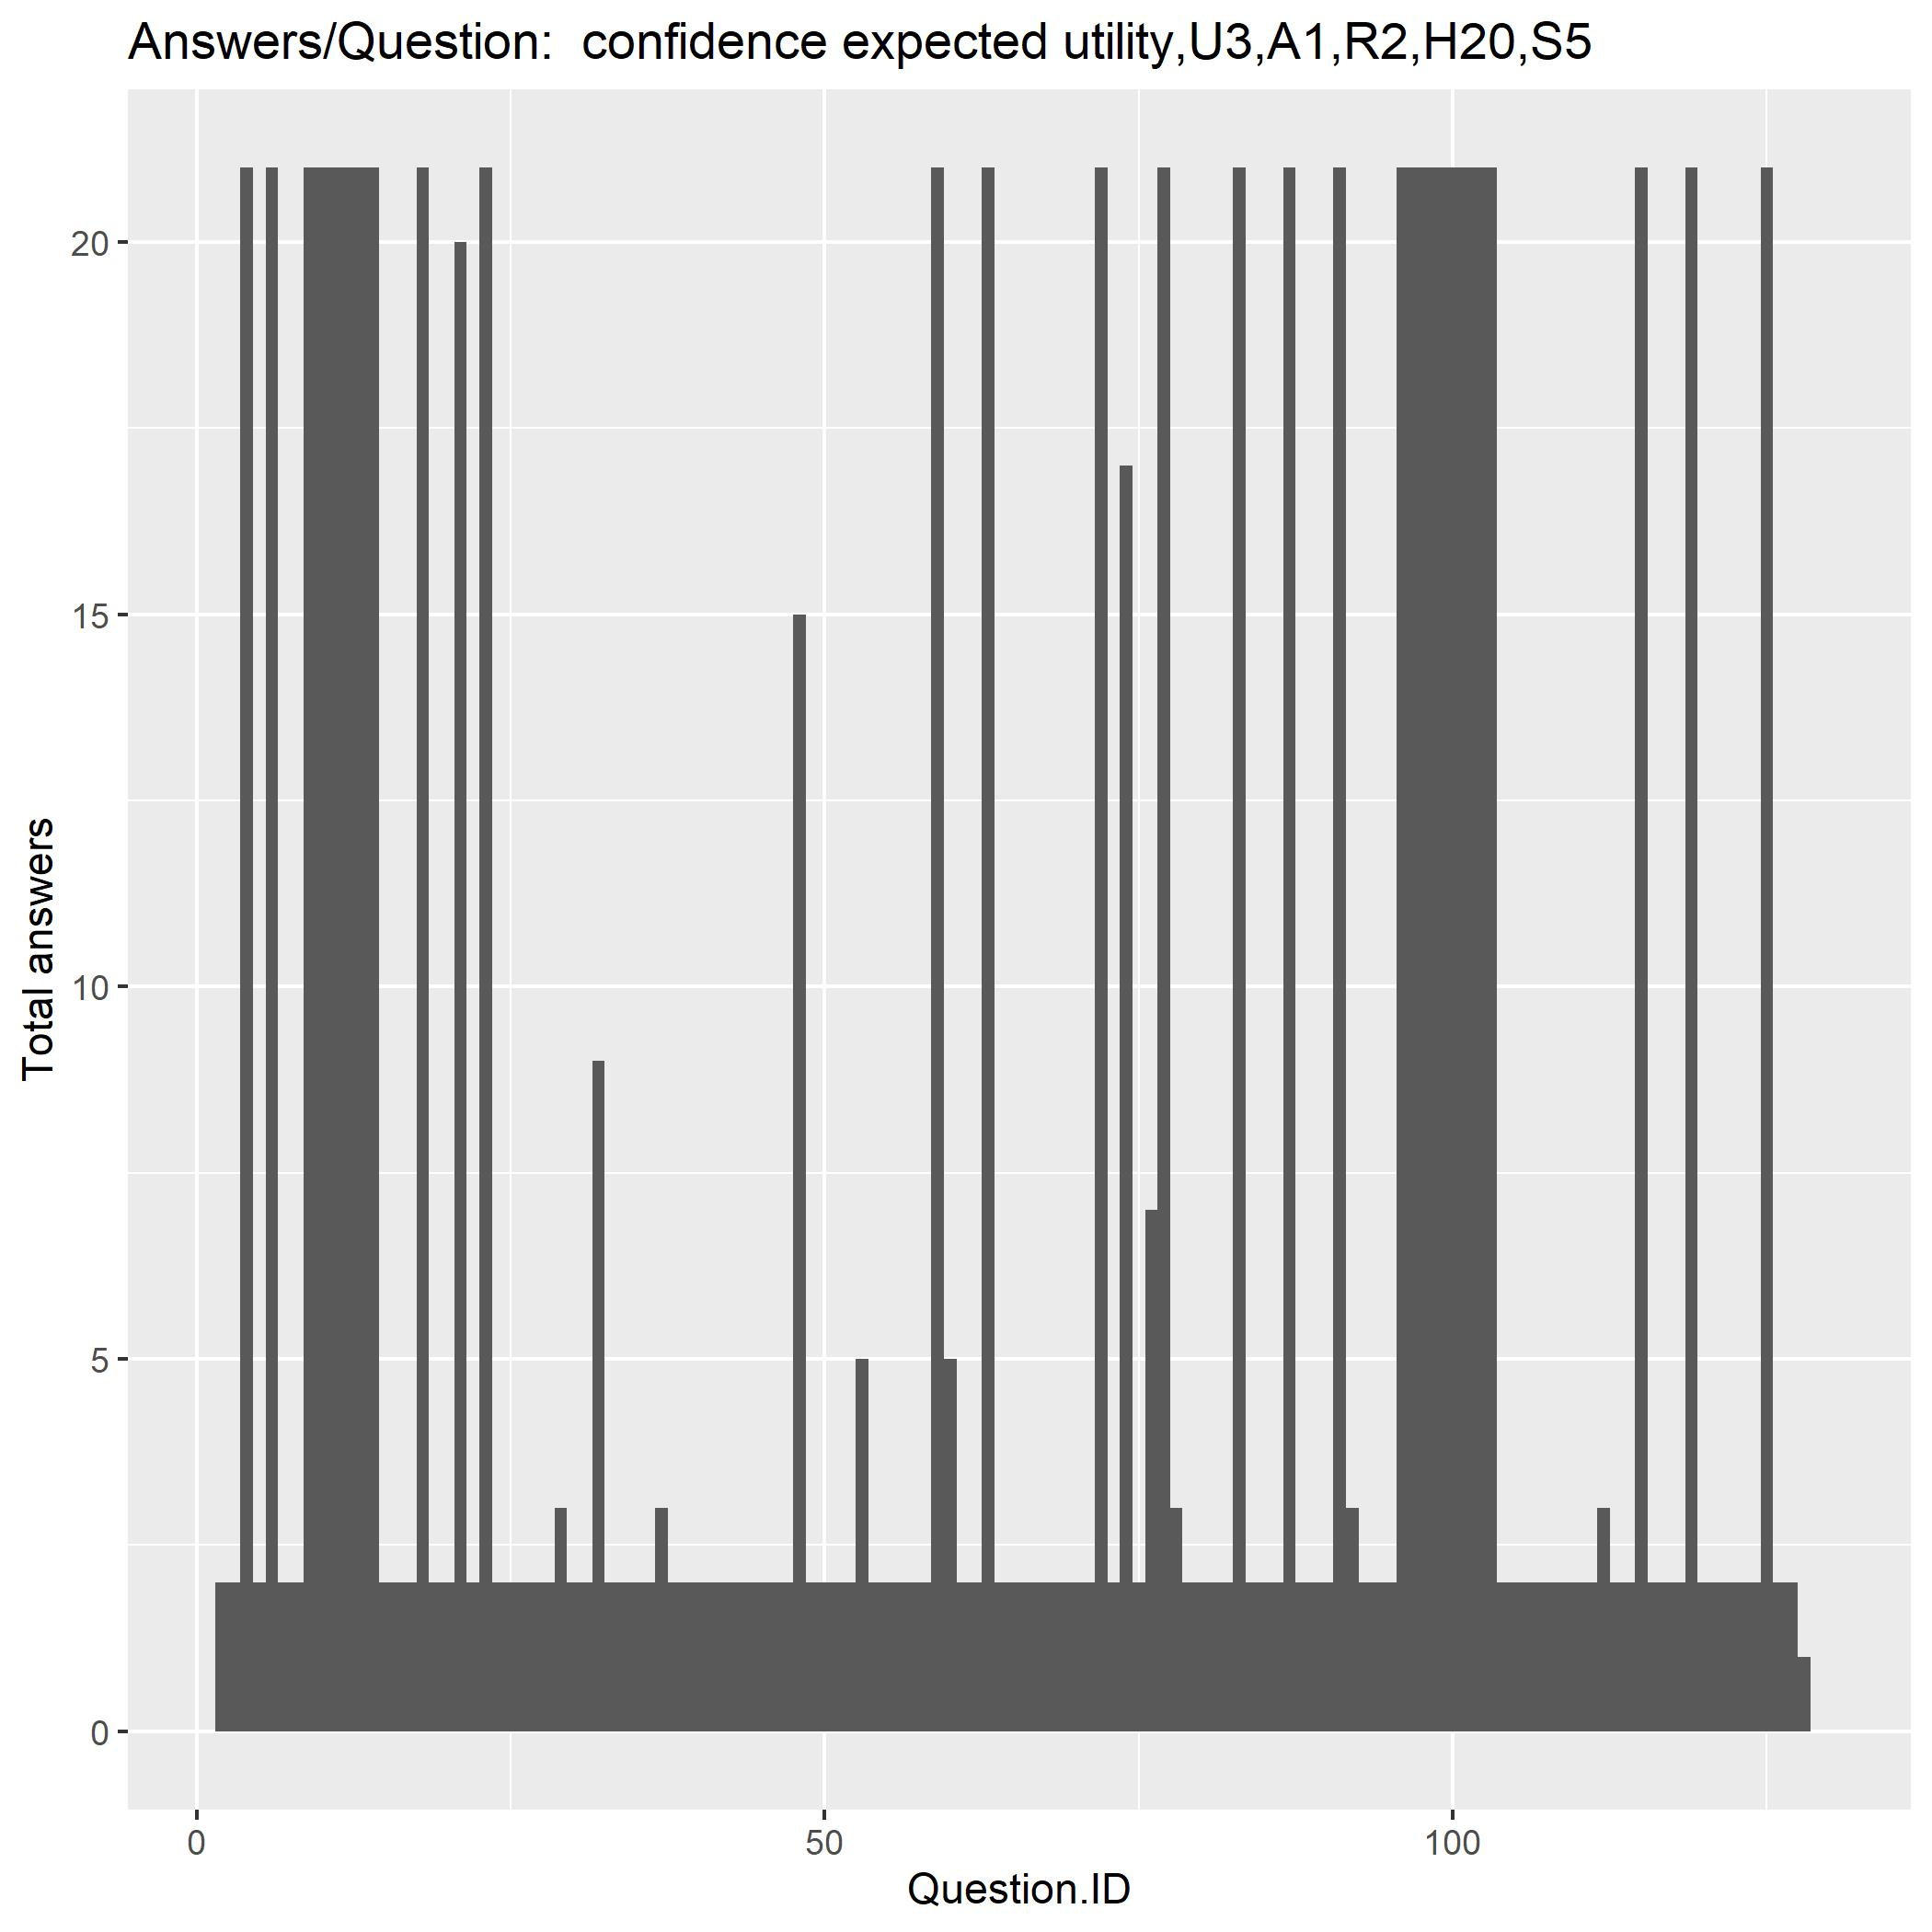 Answers/Question:  confidence expected utility,U3,A1,R2,H20,S5
Total answers
20
15
10
5
0
0 50 100
Question.ID